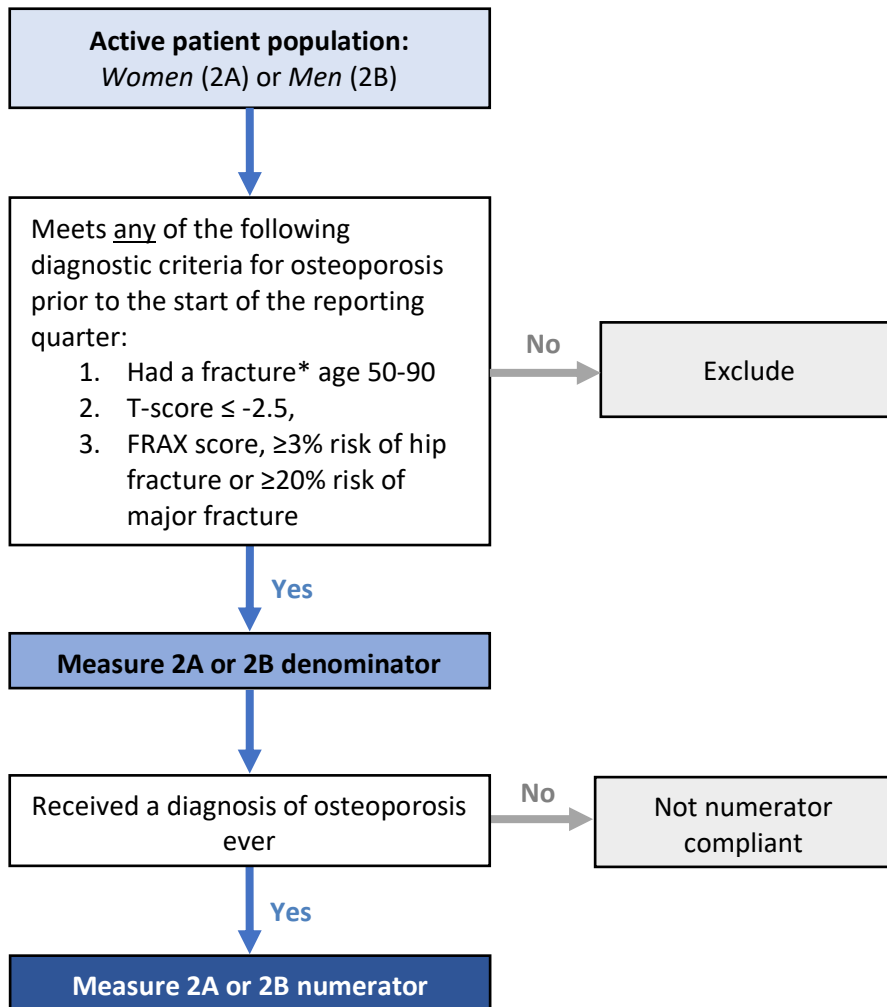 Active patient population:
Women (2A) or Men (2B)
Meets any of the following
diagnostic criteria for osteoporosis
prior to the start of the reporting
quarter:
1. Had a fracture* age 50-90
2. T-score ≤ -2.5,
3. FRAX score, ≥3% risk of hip
fracture or ≥20% risk of
major fracture
No
Exclude
Yes
Measure 2A or 2B denominator
Received a diagnosis of osteoporosis
ever
No
Not numerator
compliant
Yes
Measure 2A or 2B numerator